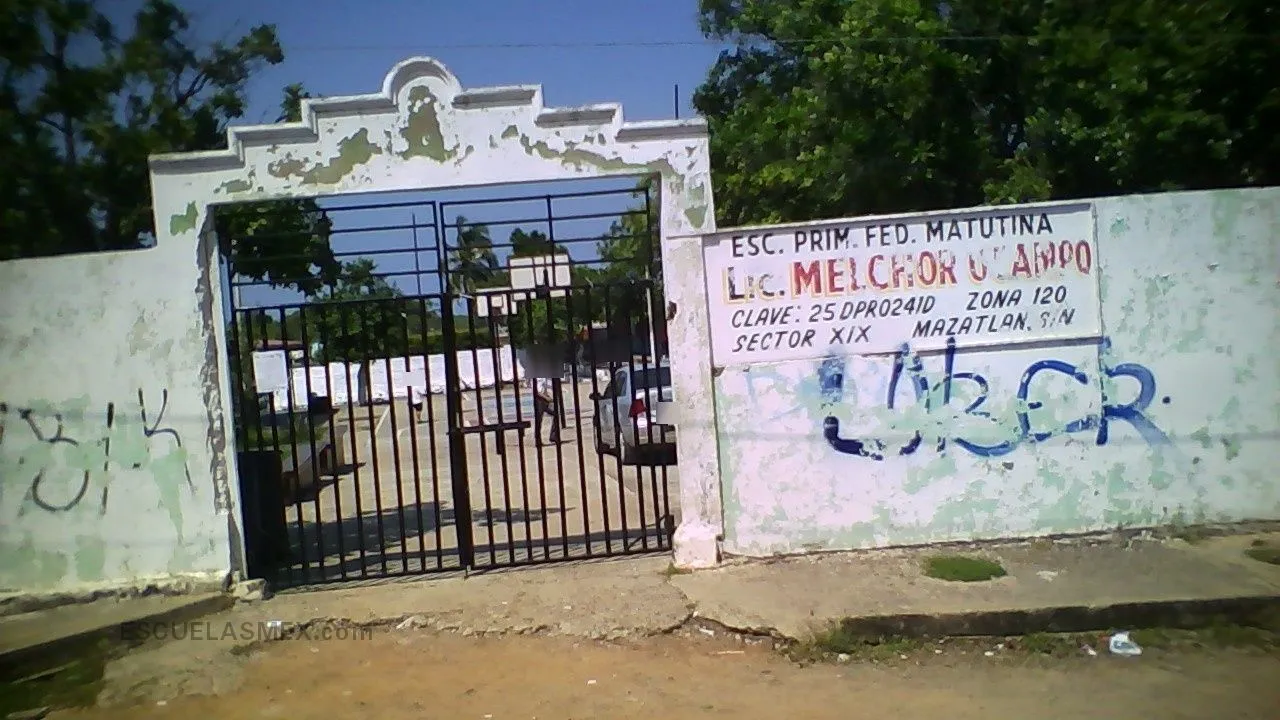 ESC. PRIM. FED. MATUTINA
Lic. MELCHOR OCAMPO
CLAVE: 25DPR0241D ZONA 120
SECTOR XIX MAZATLAN, SIN
UBER
ESCUELASMEX.com